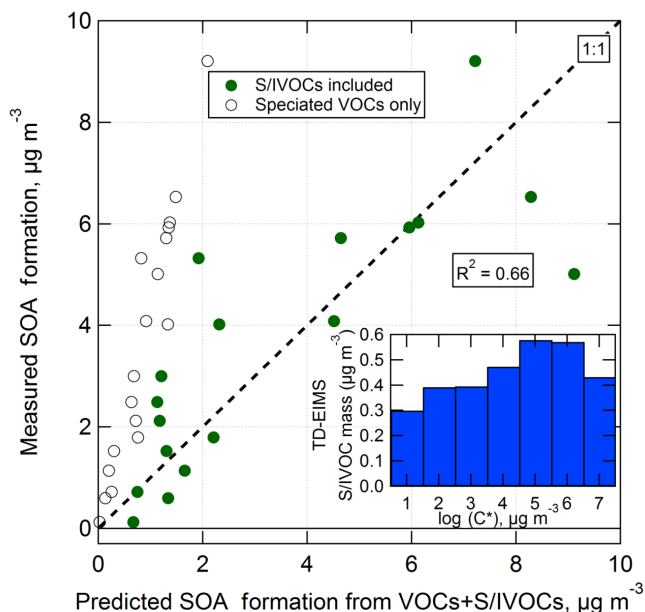 10
8
6
4
2
0
Measured SOA formation, µg m⁻³
S/IVOCs included
Speciated VOCs only
1:1
R² = 0.66
0.6
0.5
0.4
0.3
0.2
0.1
0.0
TD-EIMS
S/IVOC mass (µg m⁻³)
1 2 3 4 5 6 7
log (C*), µg m⁻³
0 2 4 6 8 10
Predicted SOA formation from VOCs+S/IVOCs, µg m⁻³